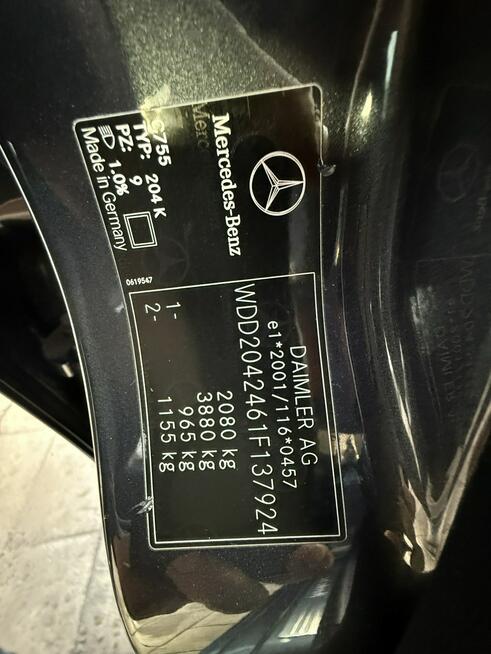 Mercedes-Benz
C755
TYP: 204 K
PZ- 9
1.0%
Made in Germany
0619547
DAIMLER AG
e1*2001/116*0457
WDD2042461F137924
2080 kg
3880 kg
1- 965 kg
2- 1155 kg